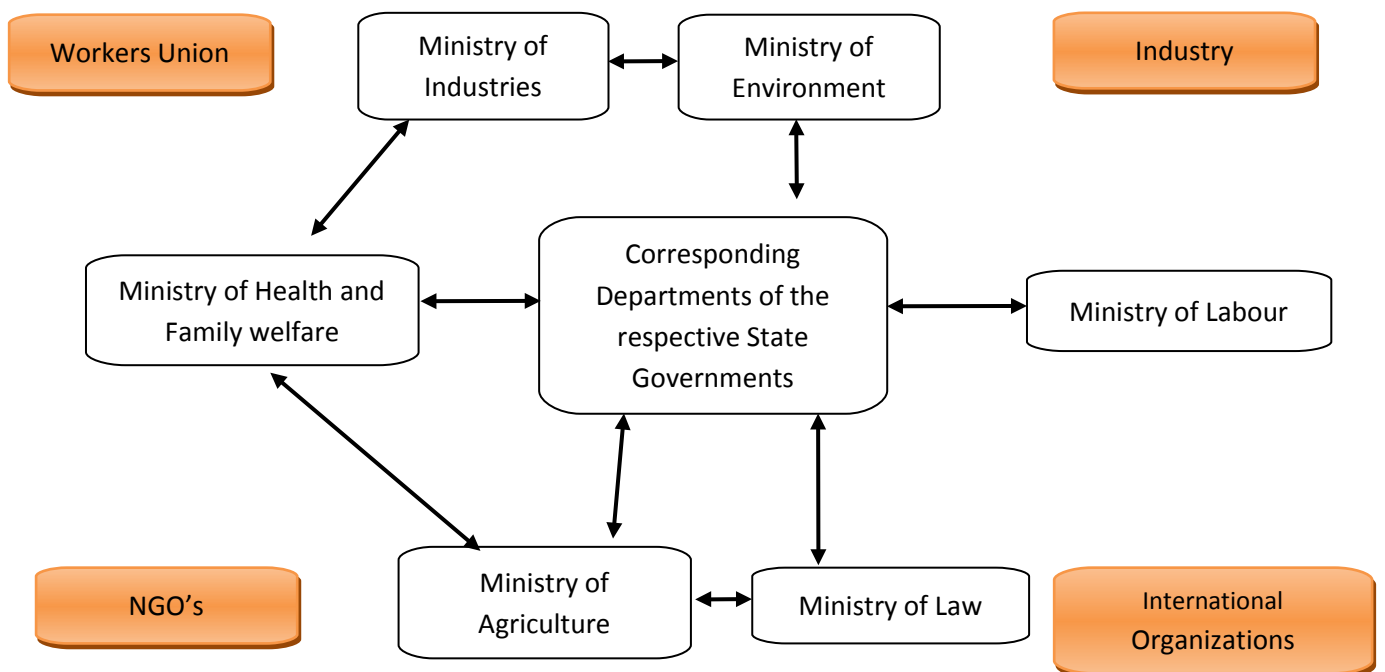 Workers Union
Ministry of
Industries
Ministry of
Environment
Industry
Ministry of Health and
Family welfare
Corresponding
Departments of the
respective State
Governments
Ministry of Labour
NGO’s
Ministry of
Agriculture
Ministry of Law
International
Organizations